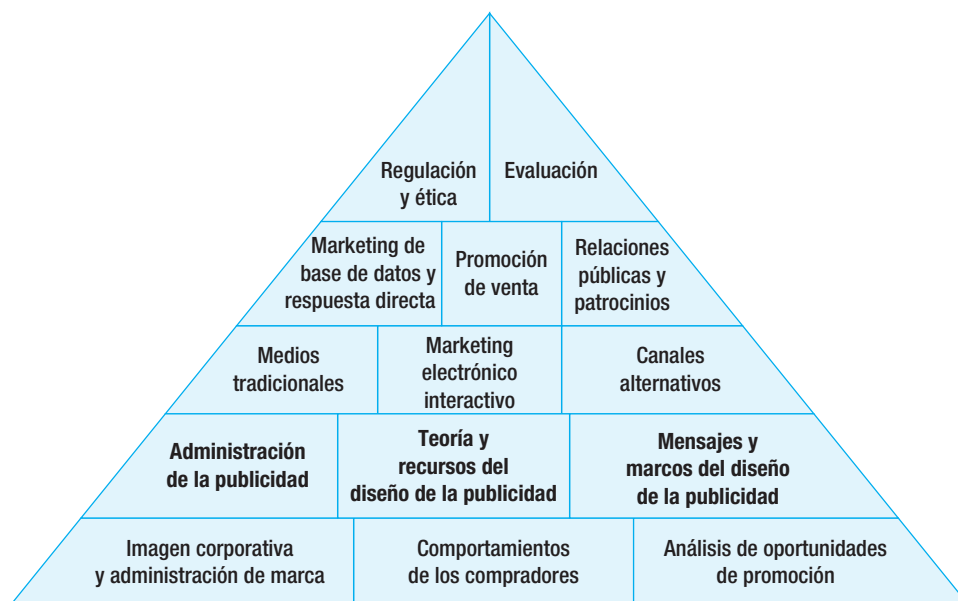 Regulación
y ética
Evaluación
Marketing de
base de datos y
respuesta directa
Promoción
de venta
Relaciones
públicas y
patrocinios
Medios
tradicionales
Marketing
electrónico
interactivo
Canales
alternativos
Administración
de la publicidad
Teoría y
recursos del
diseño de la publicidad
Mensajes y
marcos del diseño
de la publicidad
Imagen corporativa
y administración de marca
Comportamientos
de los compradores
Análisis de oportunidades
de promoción